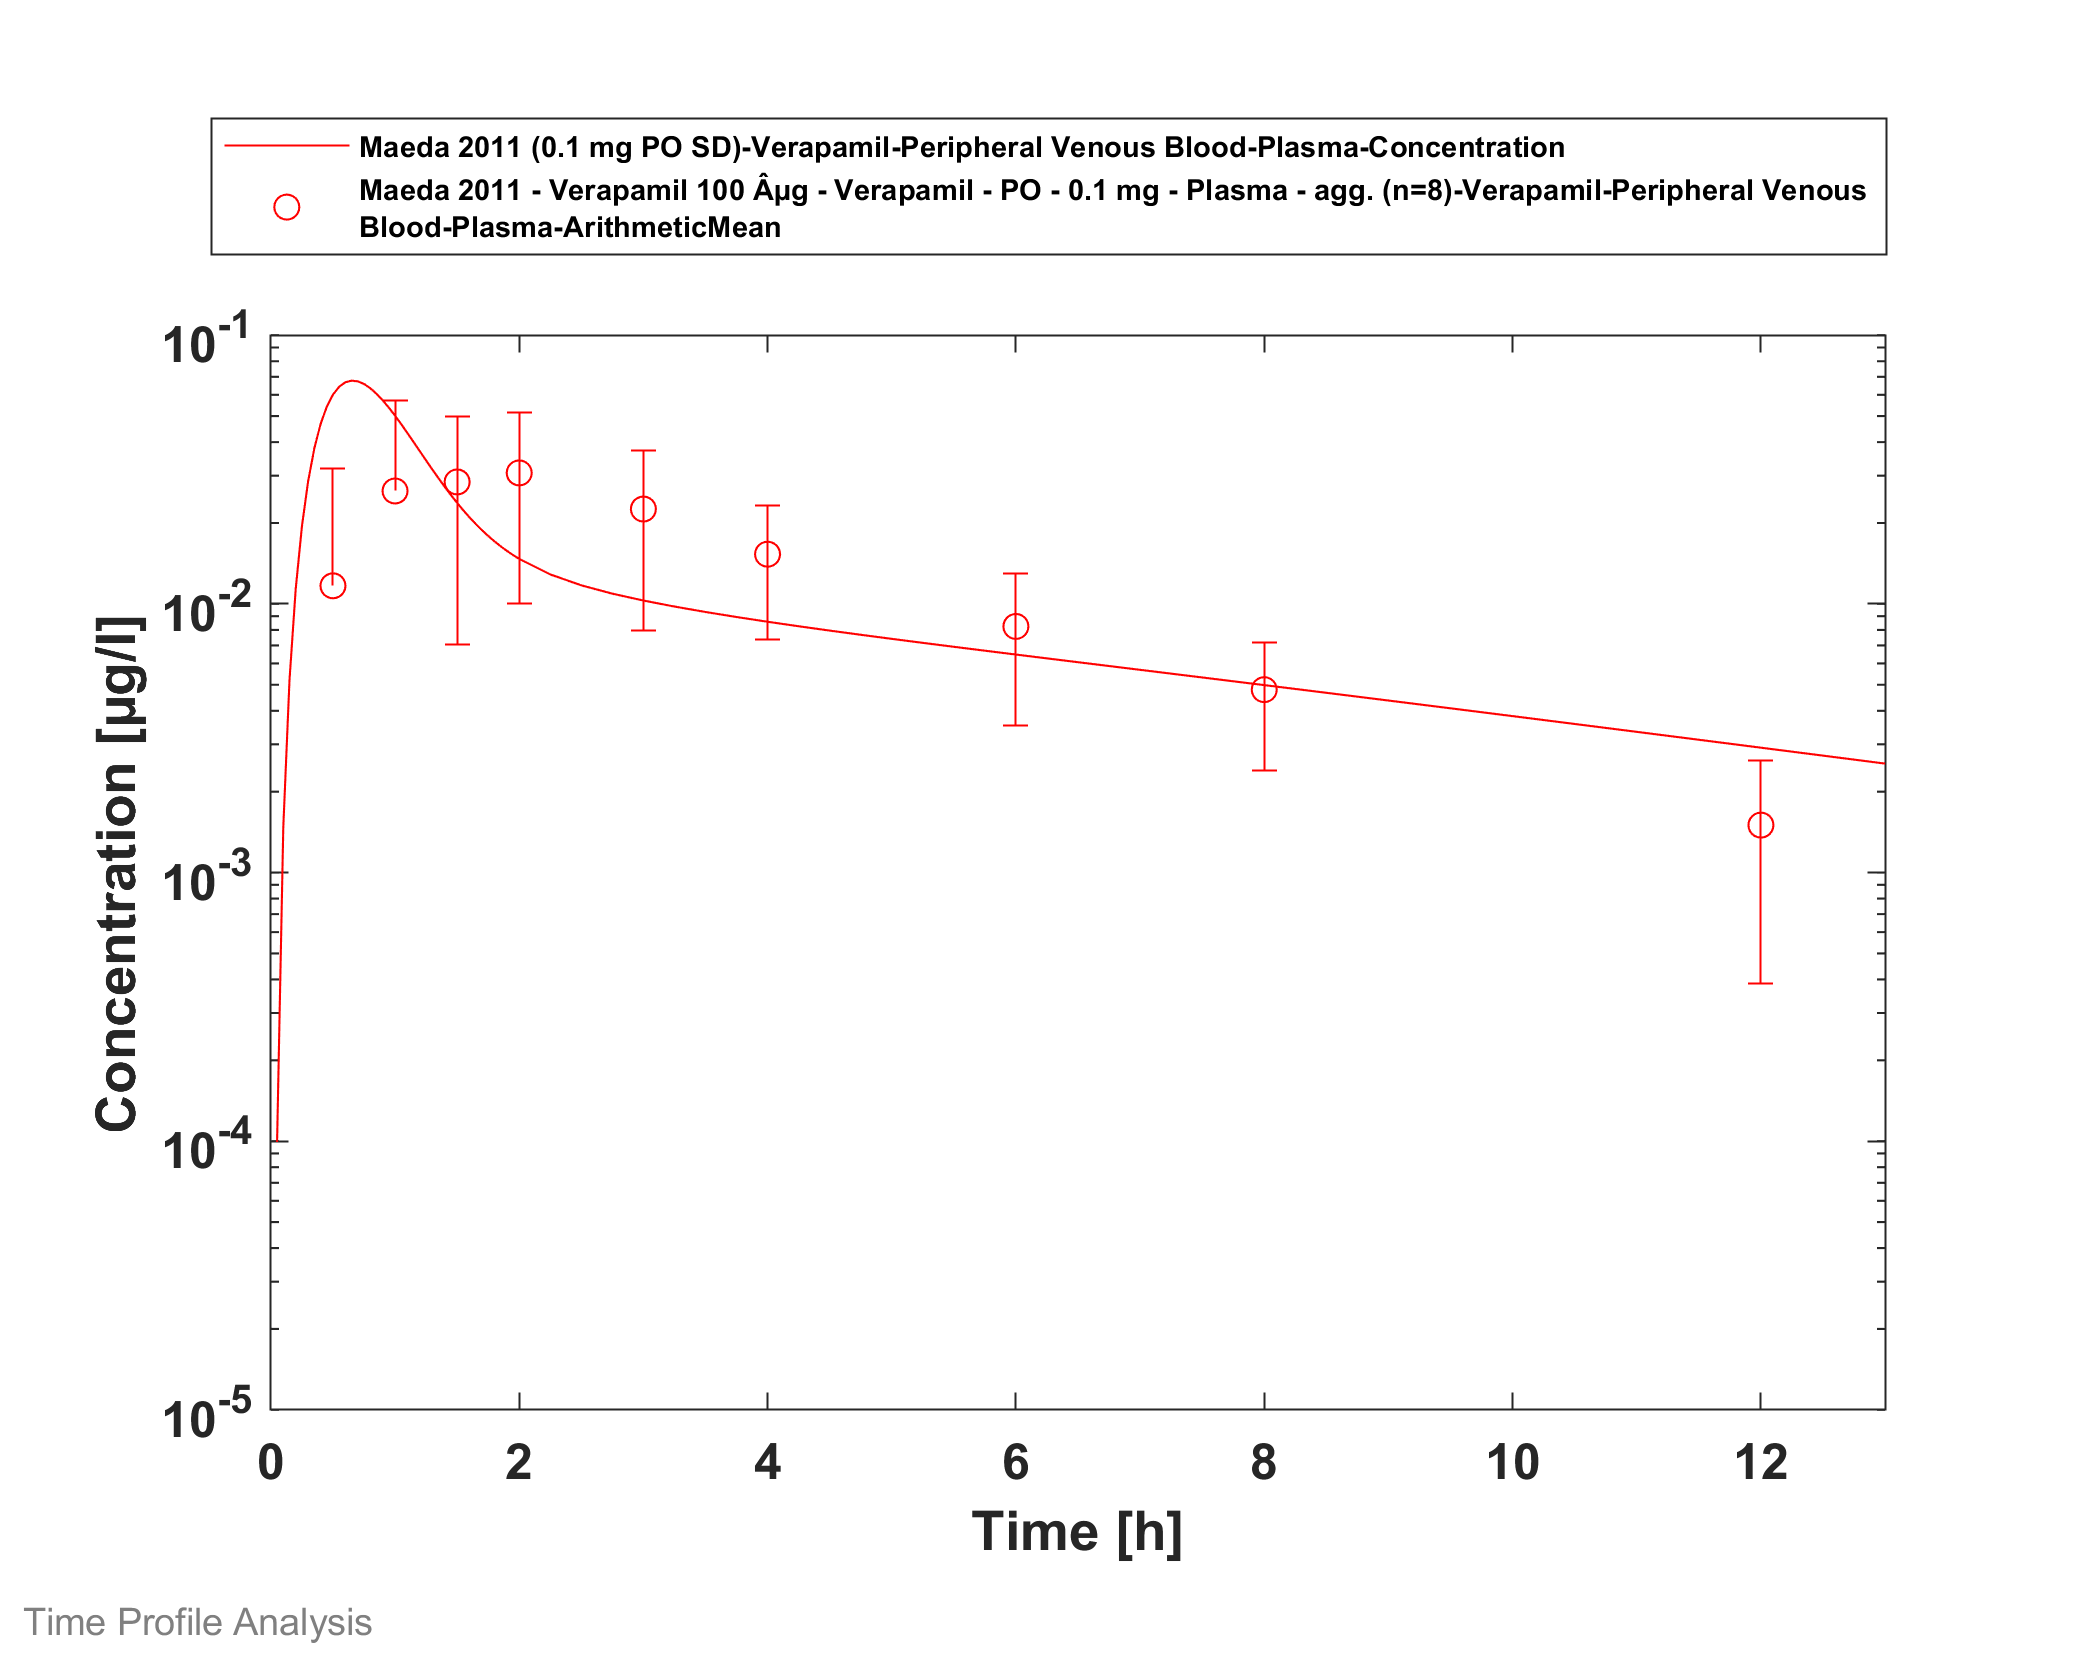 Maeda 2011 (0.1 mg PO SD)-Verapamil-Peripheral Venous Blood-Plasma-Concentration
Maeda 2011 - Verapamil 100 Âµg - Verapamil - PO - 0.1 mg - Plasma - agg. (n=8)-Verapamil-Peripheral Venous
Blood-Plasma-ArithmeticMean
10^-1
10^-2
10^-3
10^-4
10^-5
Concentration [µg/l]
0 2 4 6 8 10 12
Time [h]
Time Profile Analysis